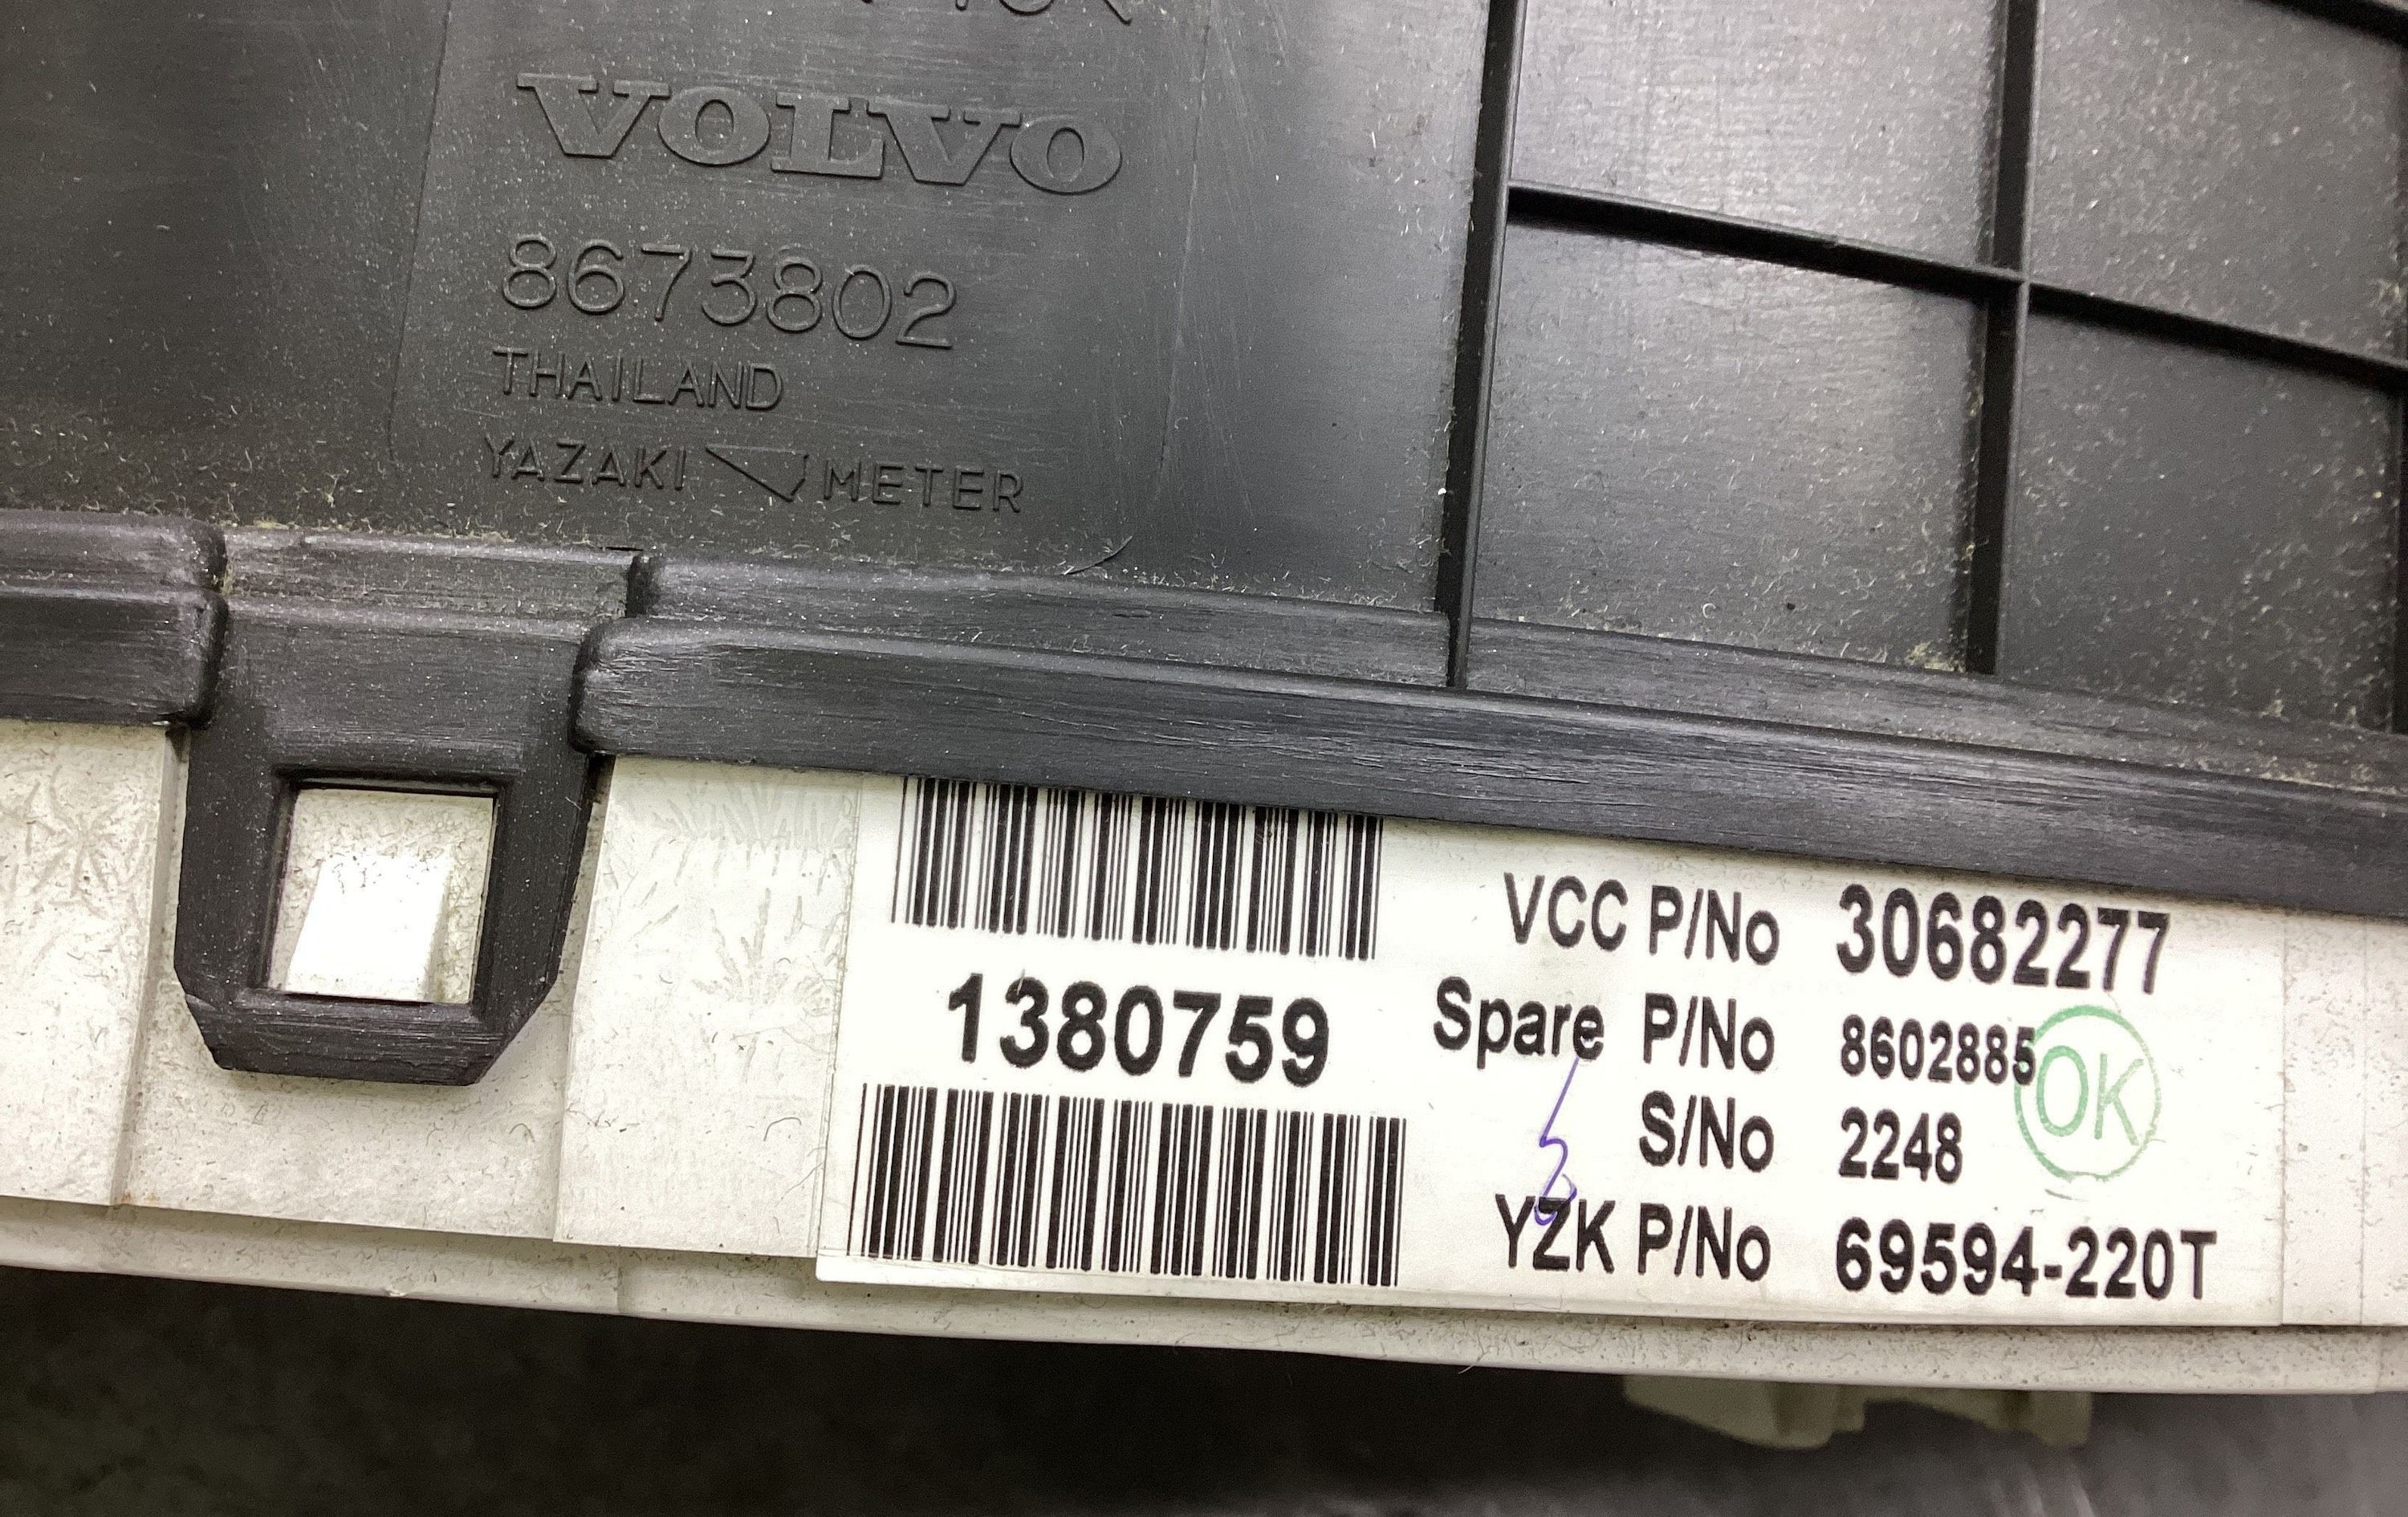 VOLVO
8673802
THAILAND
YAZAKI METER
1380759
VCC P/No 30682277
Spare P/No 8602885
S/No 2248
YZK P/No 69594-220T
OK